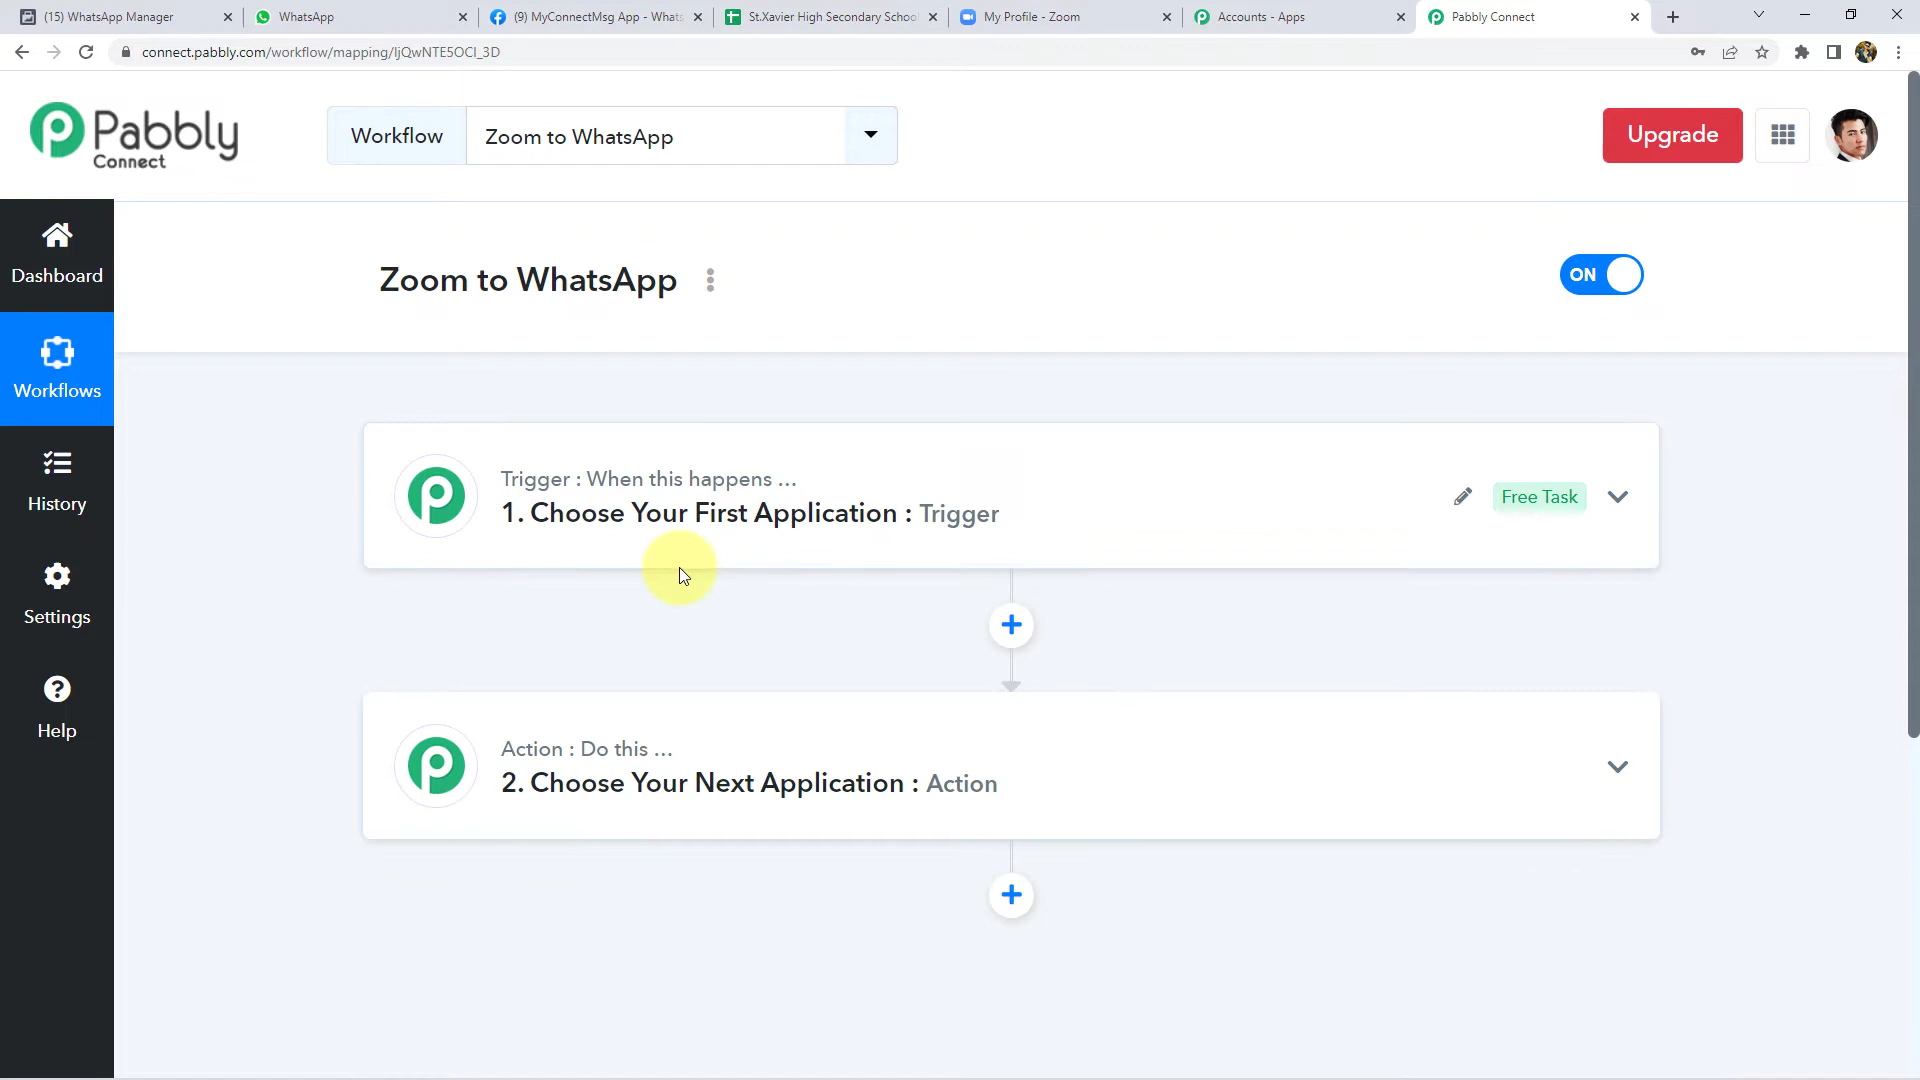 (15) WhatsApp Manager
WhatsApp
(9) MyConnectMsg App - Whats
St.Xavier High Secondary School
My Profile - Zoom
Accounts - Apps
Pabbly Connect
connect.pabbly.com/workflow/mapping/IjQwNTE5OCI_3D
Pabbly
Connect
Workflow
Zoom to WhatsApp
Upgrade
Dashboard
Workflows
History
Settings
Help
Zoom to WhatsApp
ON
Trigger : When this happens ...
1. Choose Your First Application : Trigger
Free Task
Action : Do this ...
2. Choose Your Next Application : Action